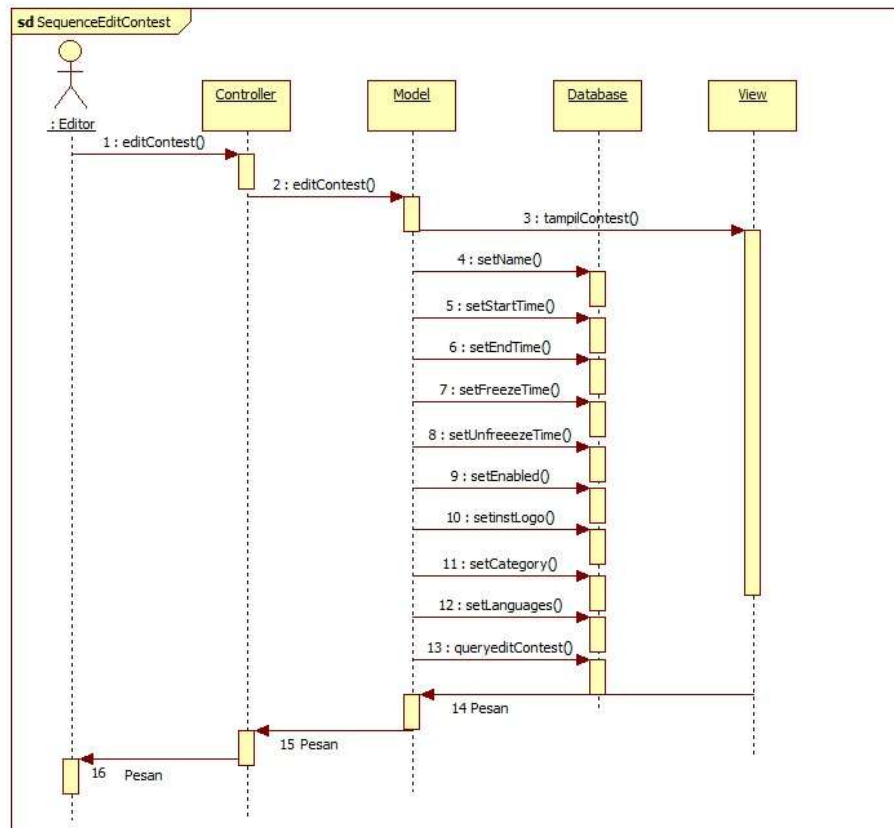 sd SequenceEditContest
: Editor
Controller
Model
Database
View
1 : editContest()
2 : editContest()
3 : tampilContest()
4 : setName()
5 : setStartTime()
6 : setEndTime()
7 : setFreezeTime()
8 : setUnfreeezeTime()
9 : setEnabled()
10 : setinstLogo()
11 : setCategory()
12 : setLanguages()
13 : queryeditContest()
14 Pesan
15 Pesan
16 Pesan